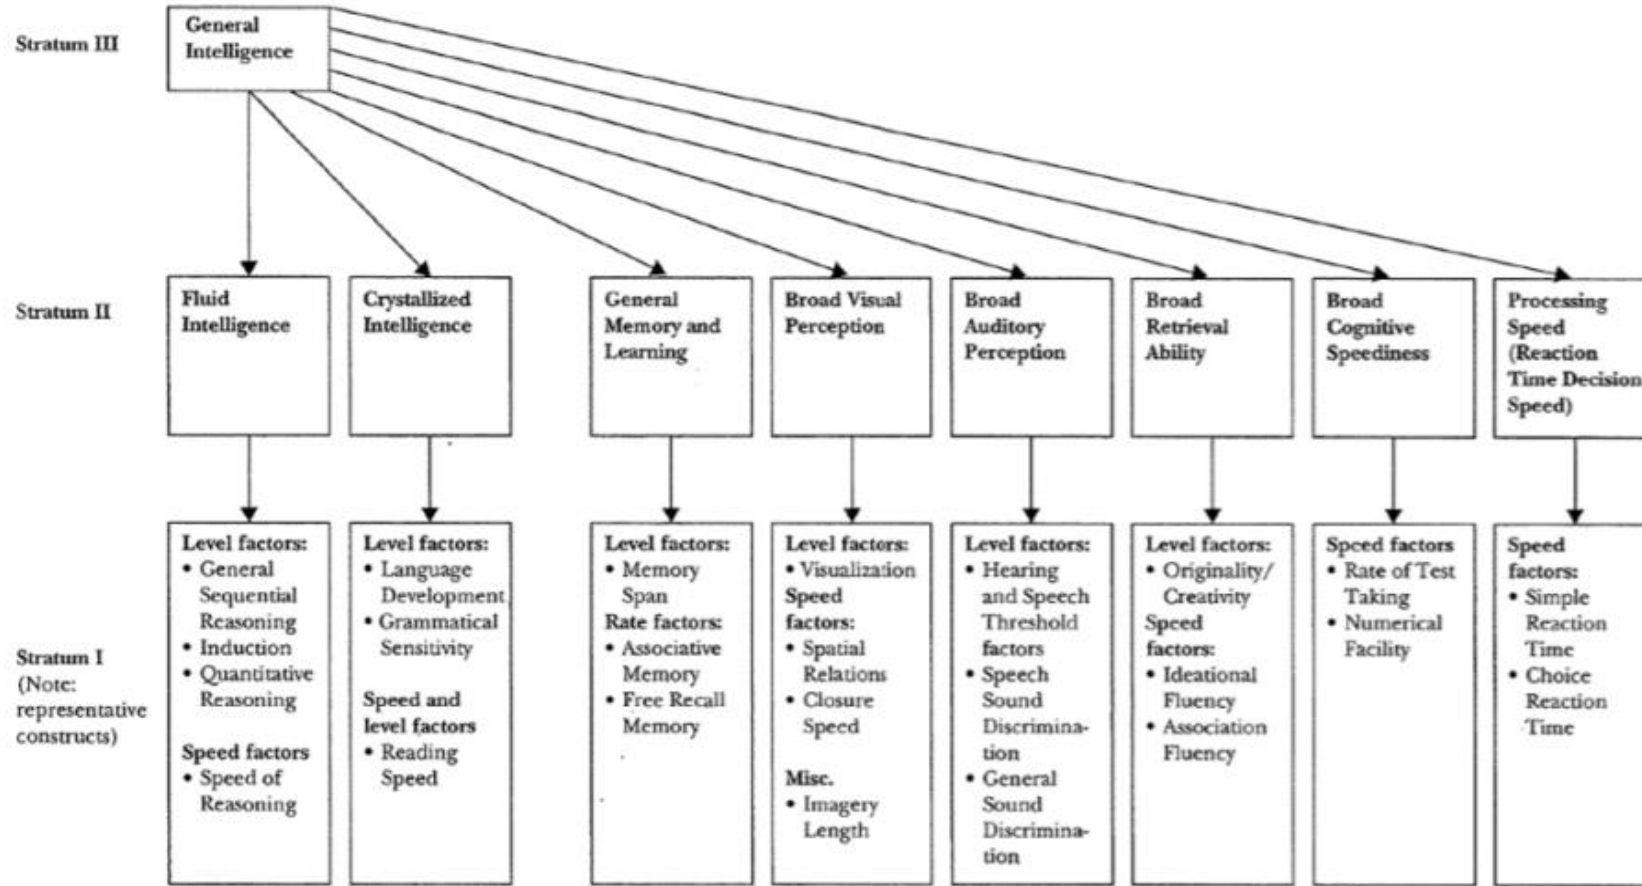 Stratum III
General
Intelligence
Stratum II
Fluid
Intelligence
Crystallized
Intelligence
General
Memory and
Learning
Broad Visual
Perception
Broad
Auditory
Perception
Broad
Retrieval
Ability
Broad
Cognitive
Speediness
Processing
Speed
(Reaction
Time Decision
Speed)
Stratum I
(Note:
representative
constructs)
Level factors:
• General
Sequential
Reasoning
• Induction
• Quantitative
Reasoning
Speed factors
• Speed of
Reasoning
Level factors:
• Language
Development
• Grammatical
Sensitivity
Speed and
level factors
• Reading
Speed
Level factors:
• Memory
Span
Rate factors:
• Associative
Memory
• Free Recall
Memory
Level factors:
• Visualization
Speed
factors:
• Spatial
Relations
• Closure
Speed
Misc.
• Imagery
Length
Level factors:
• Hearing
and Speech
Threshold
factors
• Speech
Sound
Discrimina-
tion
• General
Sound
Discrimina-
tion
Level factors:
• Originality/
Creativity
Speed
factors:
• Ideational
Fluency
• Association
Fluency
Speed factors
• Rate of Test
Taking
• Numerical
Facility
Speed
factors:
• Simple
Reaction
Time
• Choice
Reaction
Time